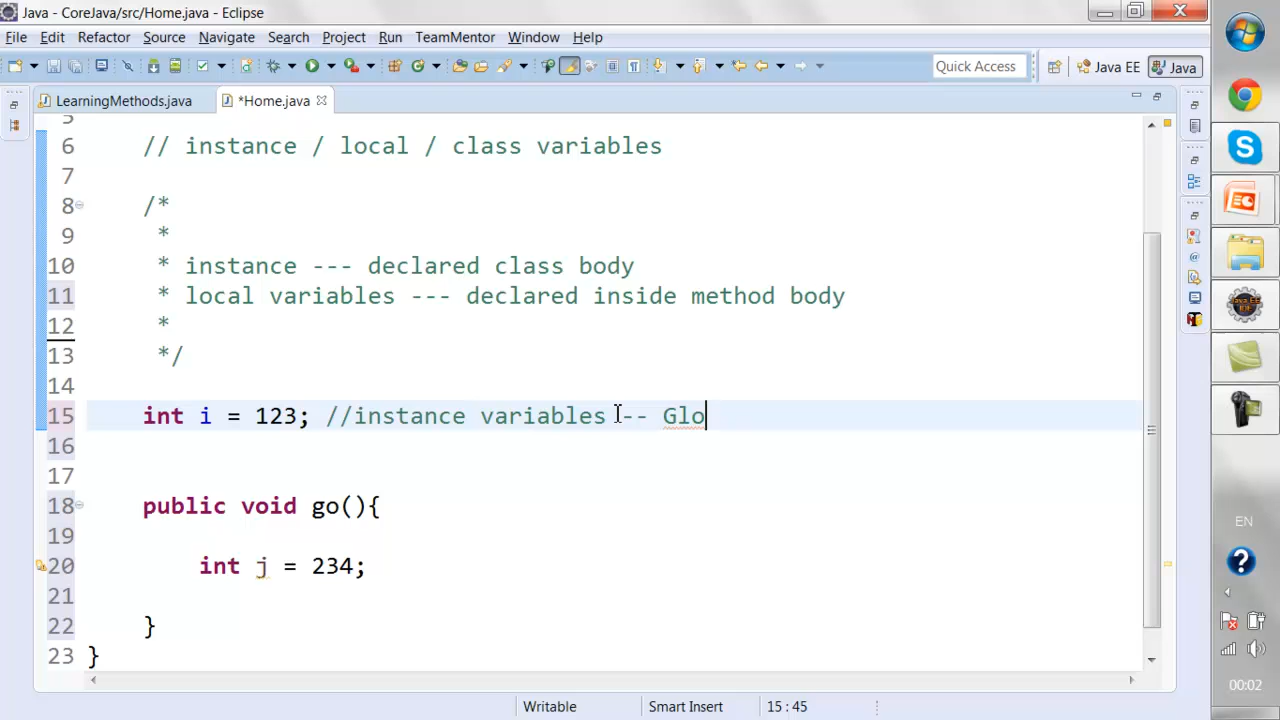 Java - CoreJava/src/Home.java - Eclipse
File Edit Refactor Source Navigate Search Project Run TeamMentor Window Help
Quick Access Java EE Java
LearningMethods.java *Home.java
5
6 // instance / local / class variables
7
8 /*
9 *
10 * instance --- declared class body
11 * local variables --- declared inside method body
12 *
13 */
14
15 int i = 123; //instance variables -- Glo
16
17
18 public void go(){
19
20 int j = 234;
21
22 }
23 }
Writable Smart Insert 15 : 45
EN
00:02